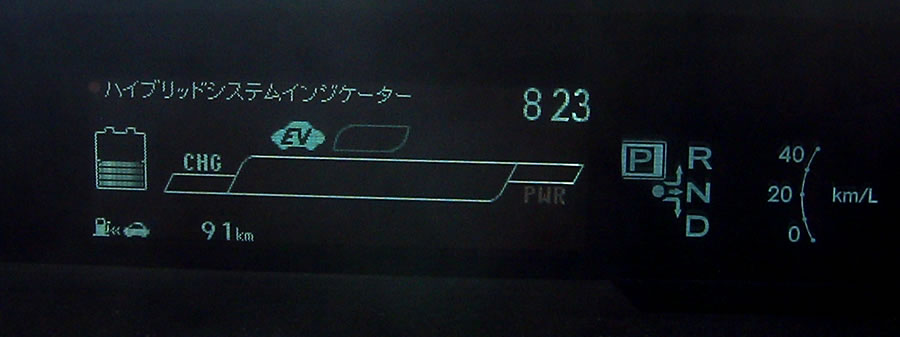 ハイブリッドシステムインジケーター
8 23
EV
CHG
PWR
91km
P R
N
D
40
20 km/L
0